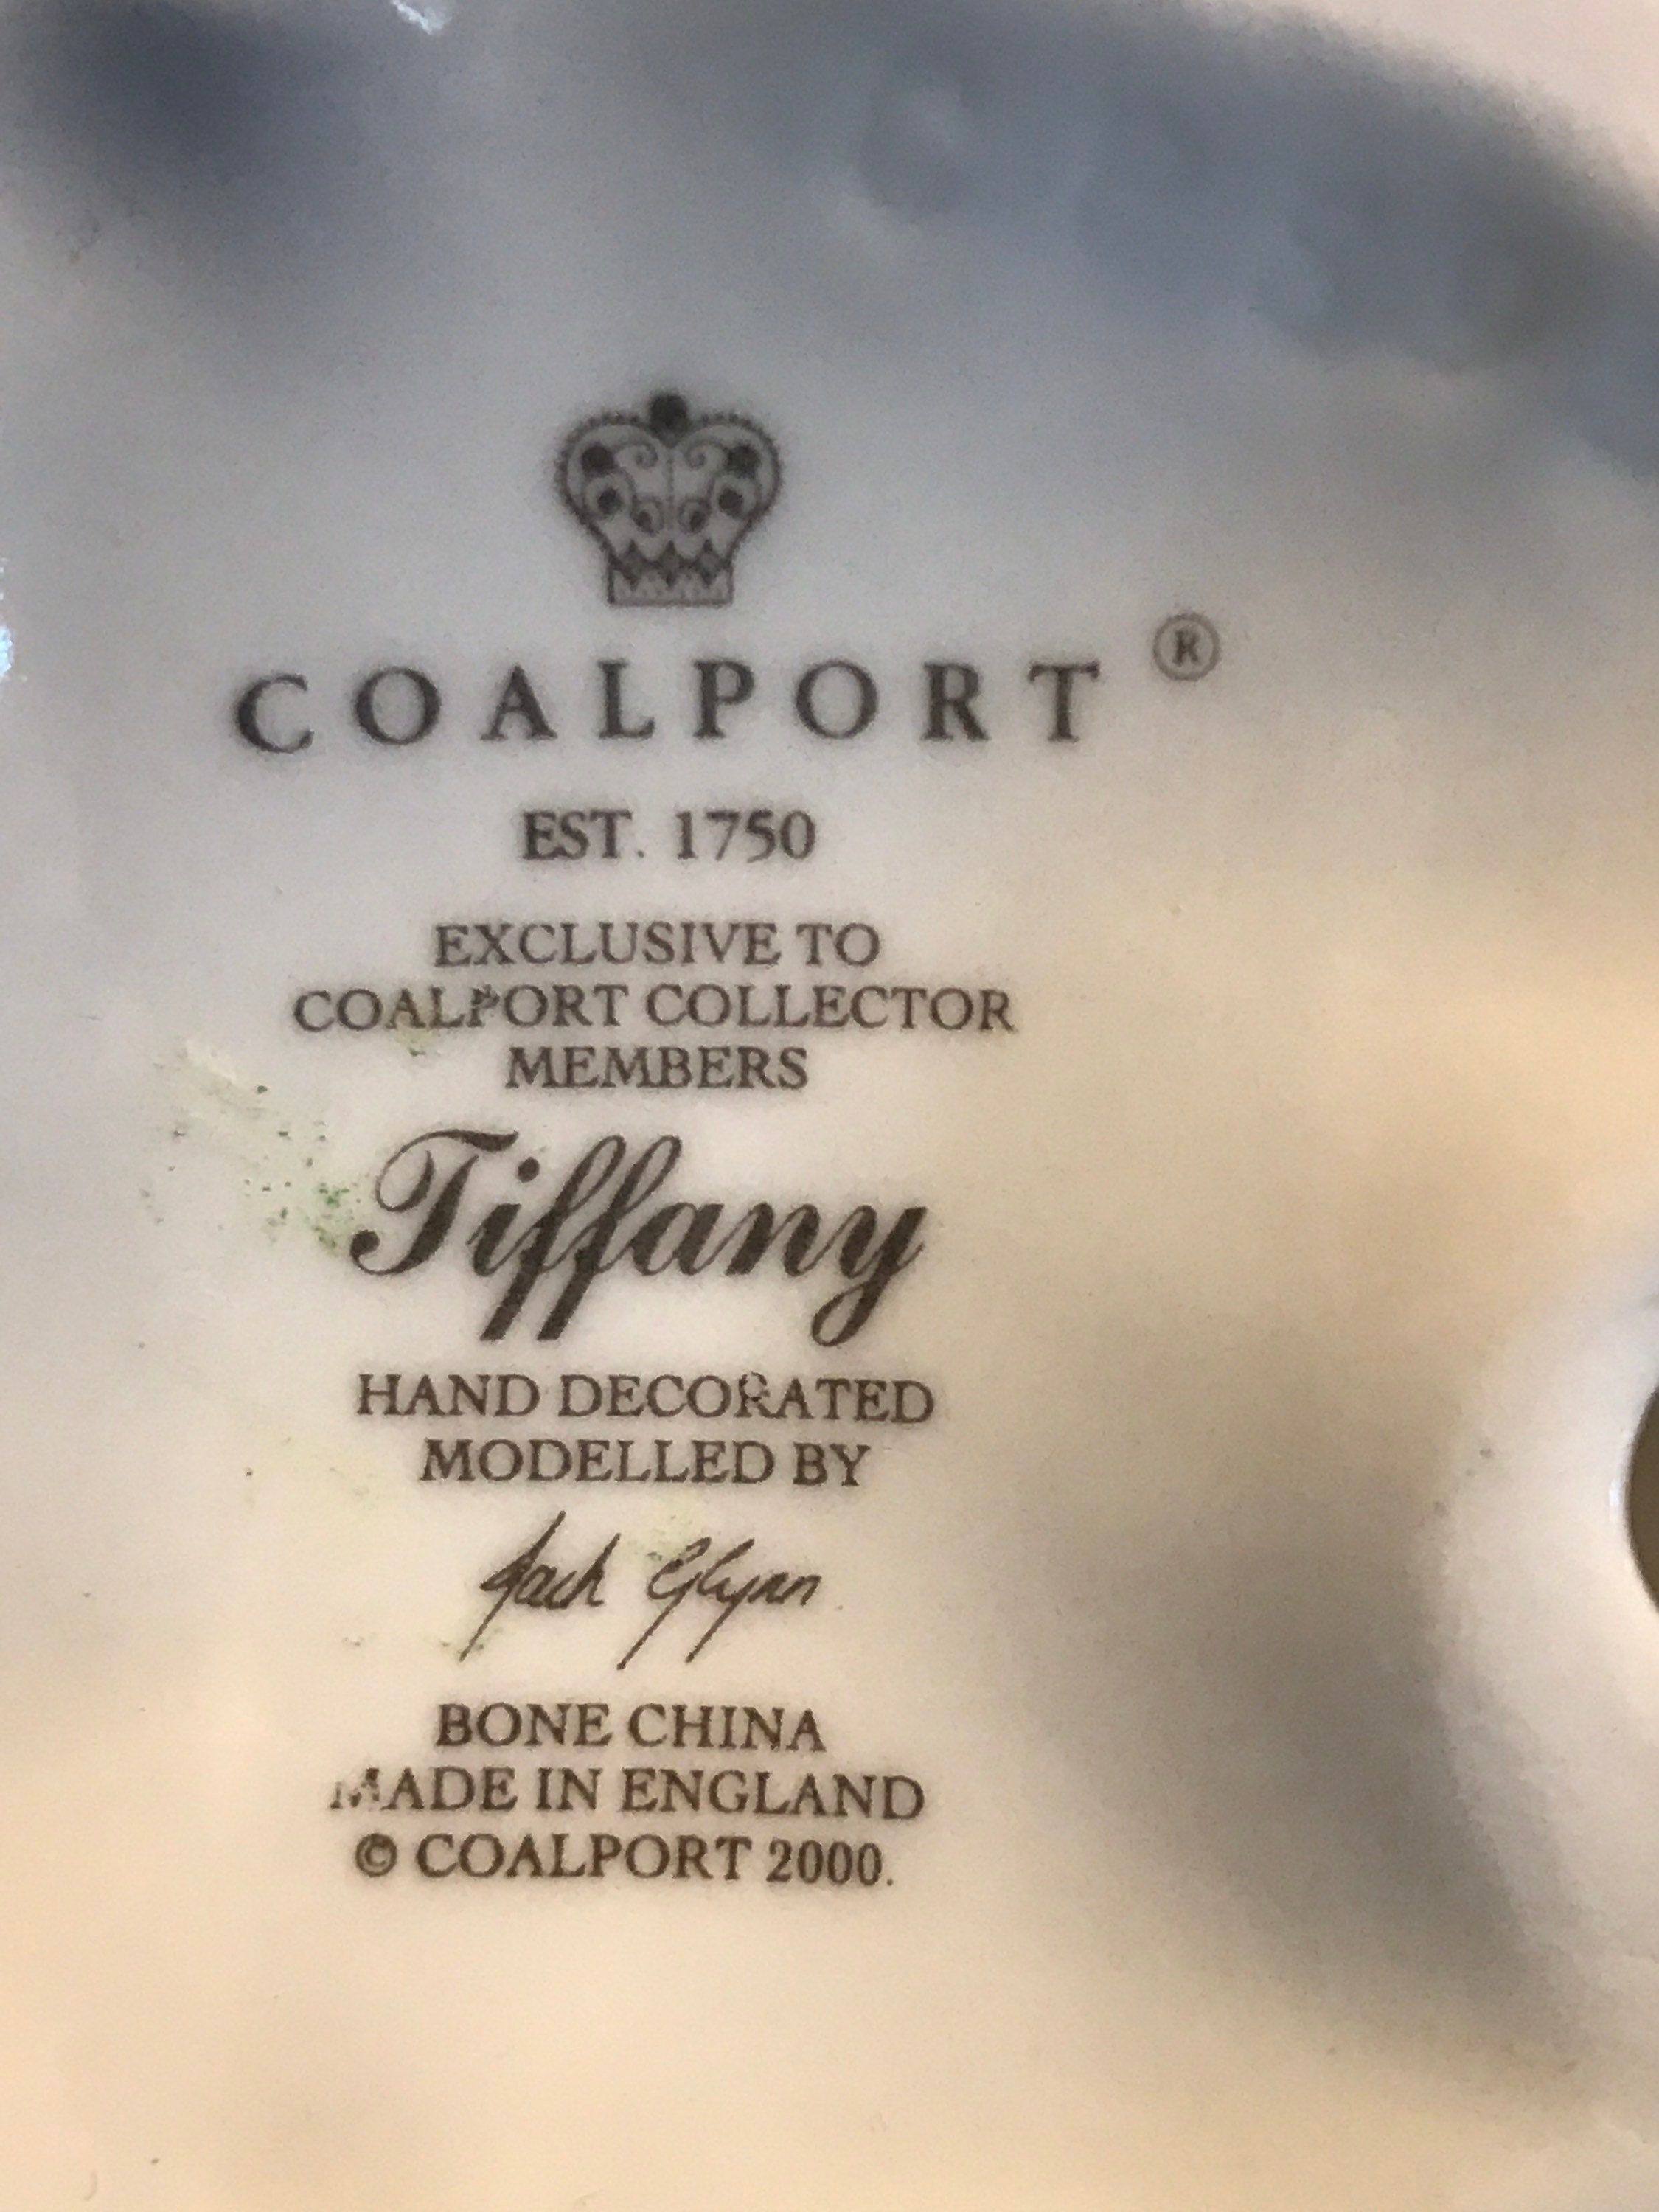 COALPORT ®
EST. 1750
EXCLUSIVE TO
COALPORT COLLECTOR
MEMBERS
Tiffany
HAND DECORATED
MODELLED BY
Jack Glynn
BONE CHINA
MADE IN ENGLAND
© COALPORT 2000.